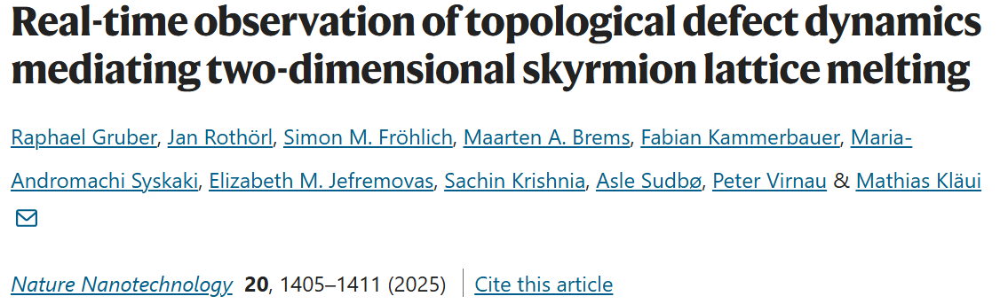 Real-time observation of topological defect dynamics
mediating two-dimensional skyrmion lattice melting
Raphael Gruber, Jan Rothörl, Simon M. Fröhlich, Maarten A. Brems, Fabian Kammerbauer, Maria-
Andromachi Syskaki, Elizabeth M. Jefremovas, Sachin Krishnia, Asle Sudbø, Peter Virnau & Mathias Kläui
Nature Nanotechnology 20, 1405–1411 (2025) Cite this article